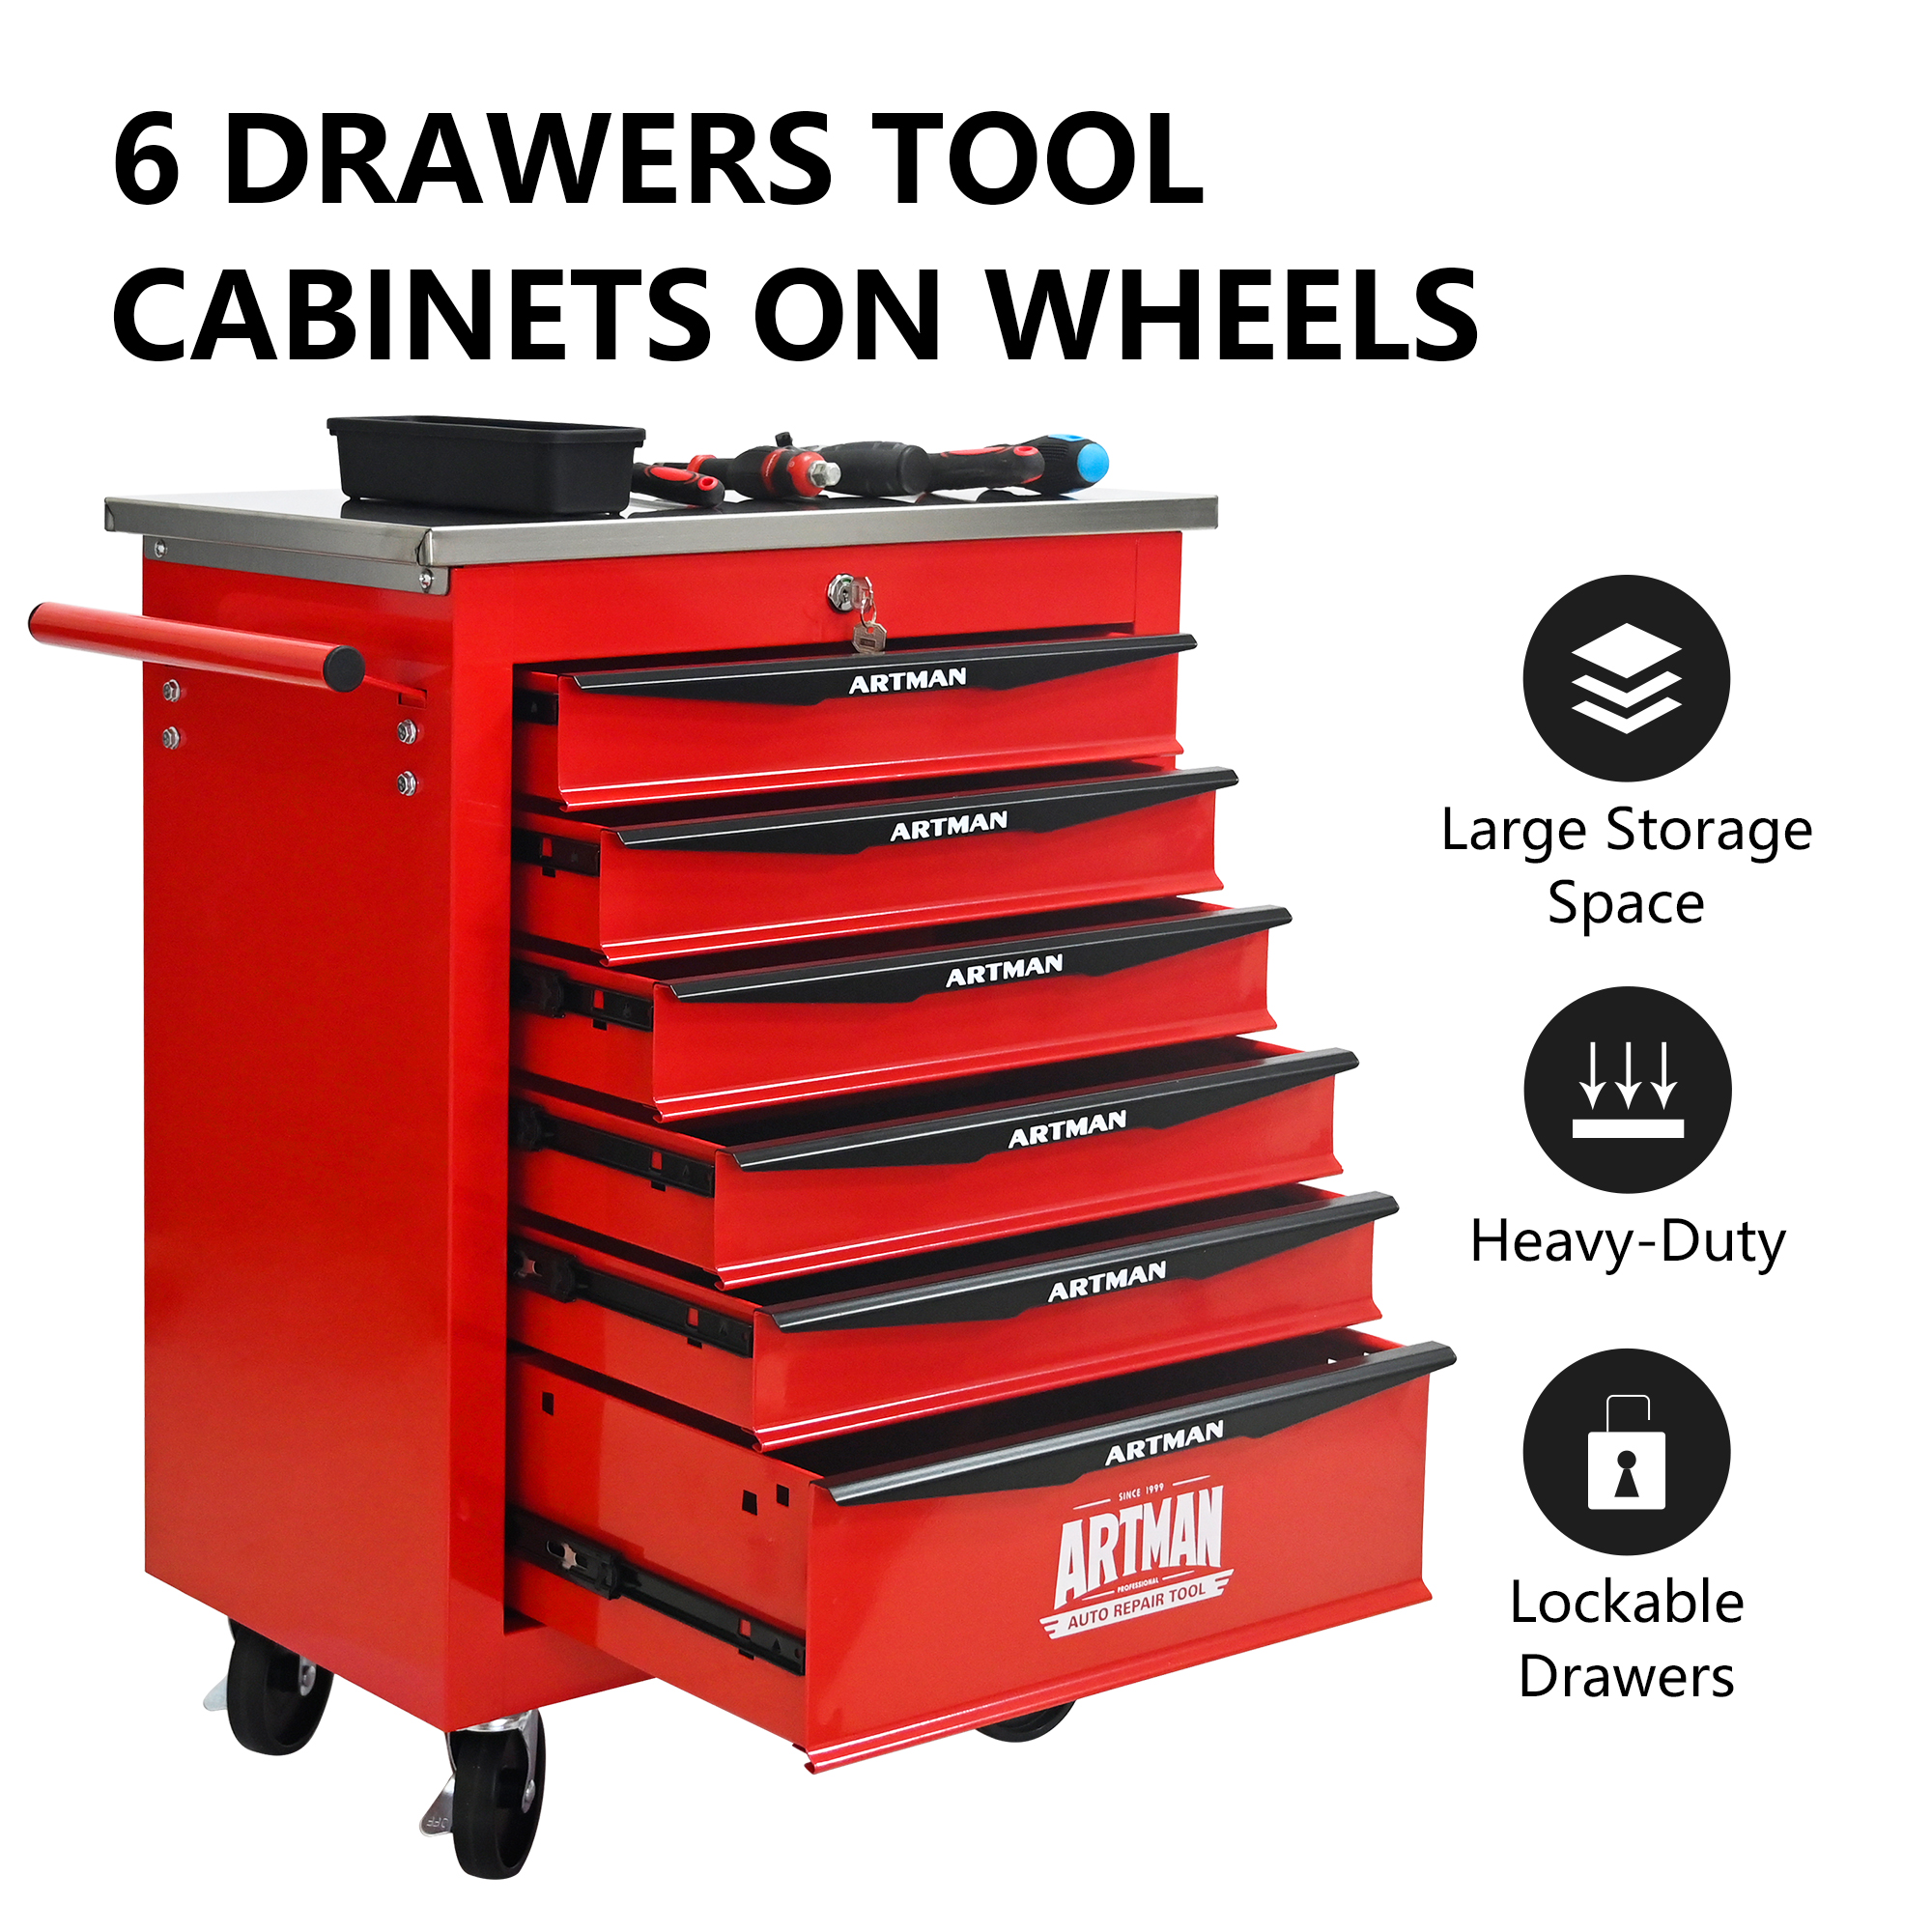 6 DRAWERS TOOL
CABINETS ON WHEELS
ARTMAN
ARTMAN
ARTMAN
ARTMAN
ARTMAN
ARTMAN
SINCE 1999
ARTMAN
PROFESSIONAL
AUTO REPAIR TOOL
Large Storage
Space
Heavy-Duty
Lockable
Drawers
OFF